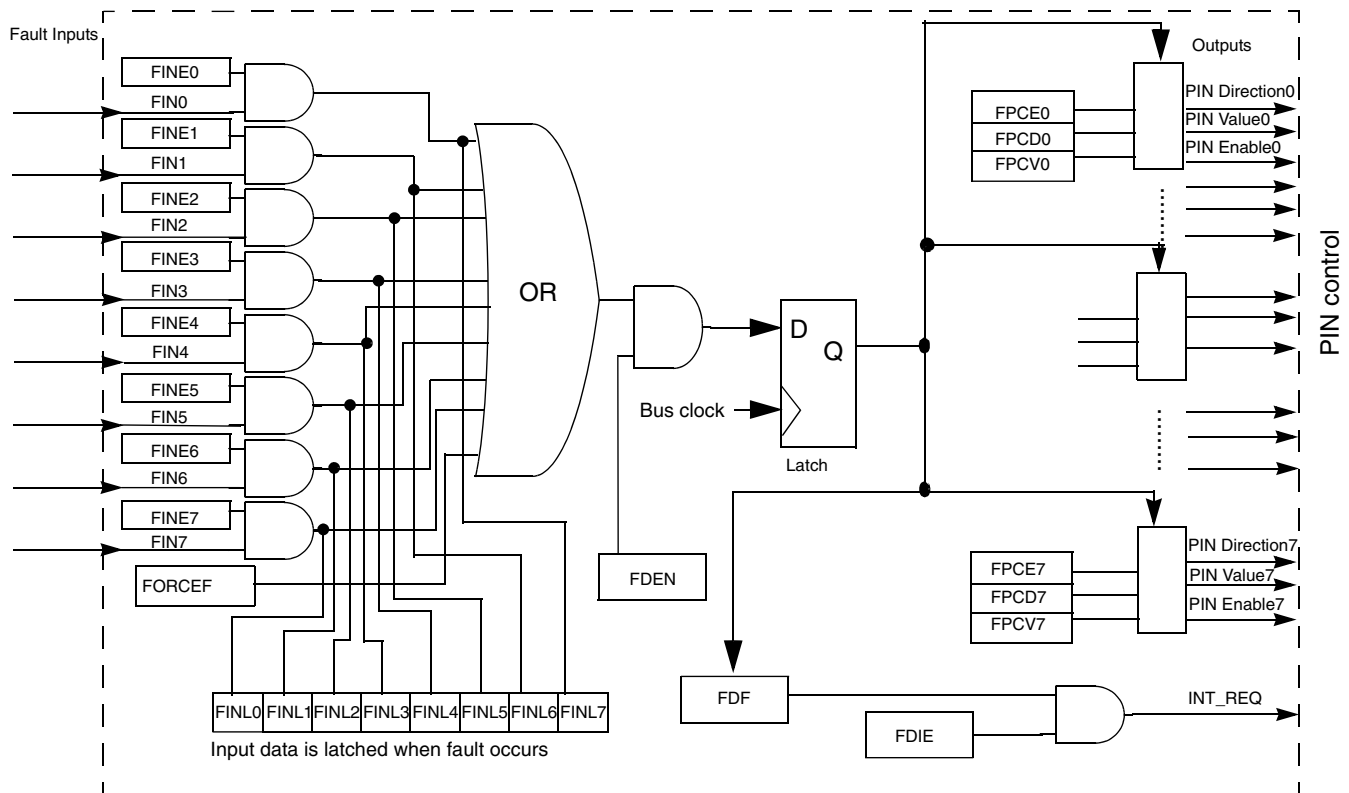 Fault Inputs
FINE0
FIN0
FINE1
FIN1
FINE2
FIN2
FINE3
FIN3
FINE4
FIN4
FINE5
FIN5
FINE6
FIN6
FINE7
FIN7
FORCEF
OR
FDEN
Bus clock
D
Q
Latch
Outputs
FPCE0
FPCD0
FPCV0
PIN Direction0
PIN Value0
PIN Enable0
PIN control
FPCE7
FPCD7
FPCV7
PIN Direction7
PIN Value7
PIN Enable7
FDF
FDIE
INT_REQ
FINL0 FINL1 FINL2 FINL3 FINL4 FINL5 FINL6 FINL7
Input data is latched when fault occurs